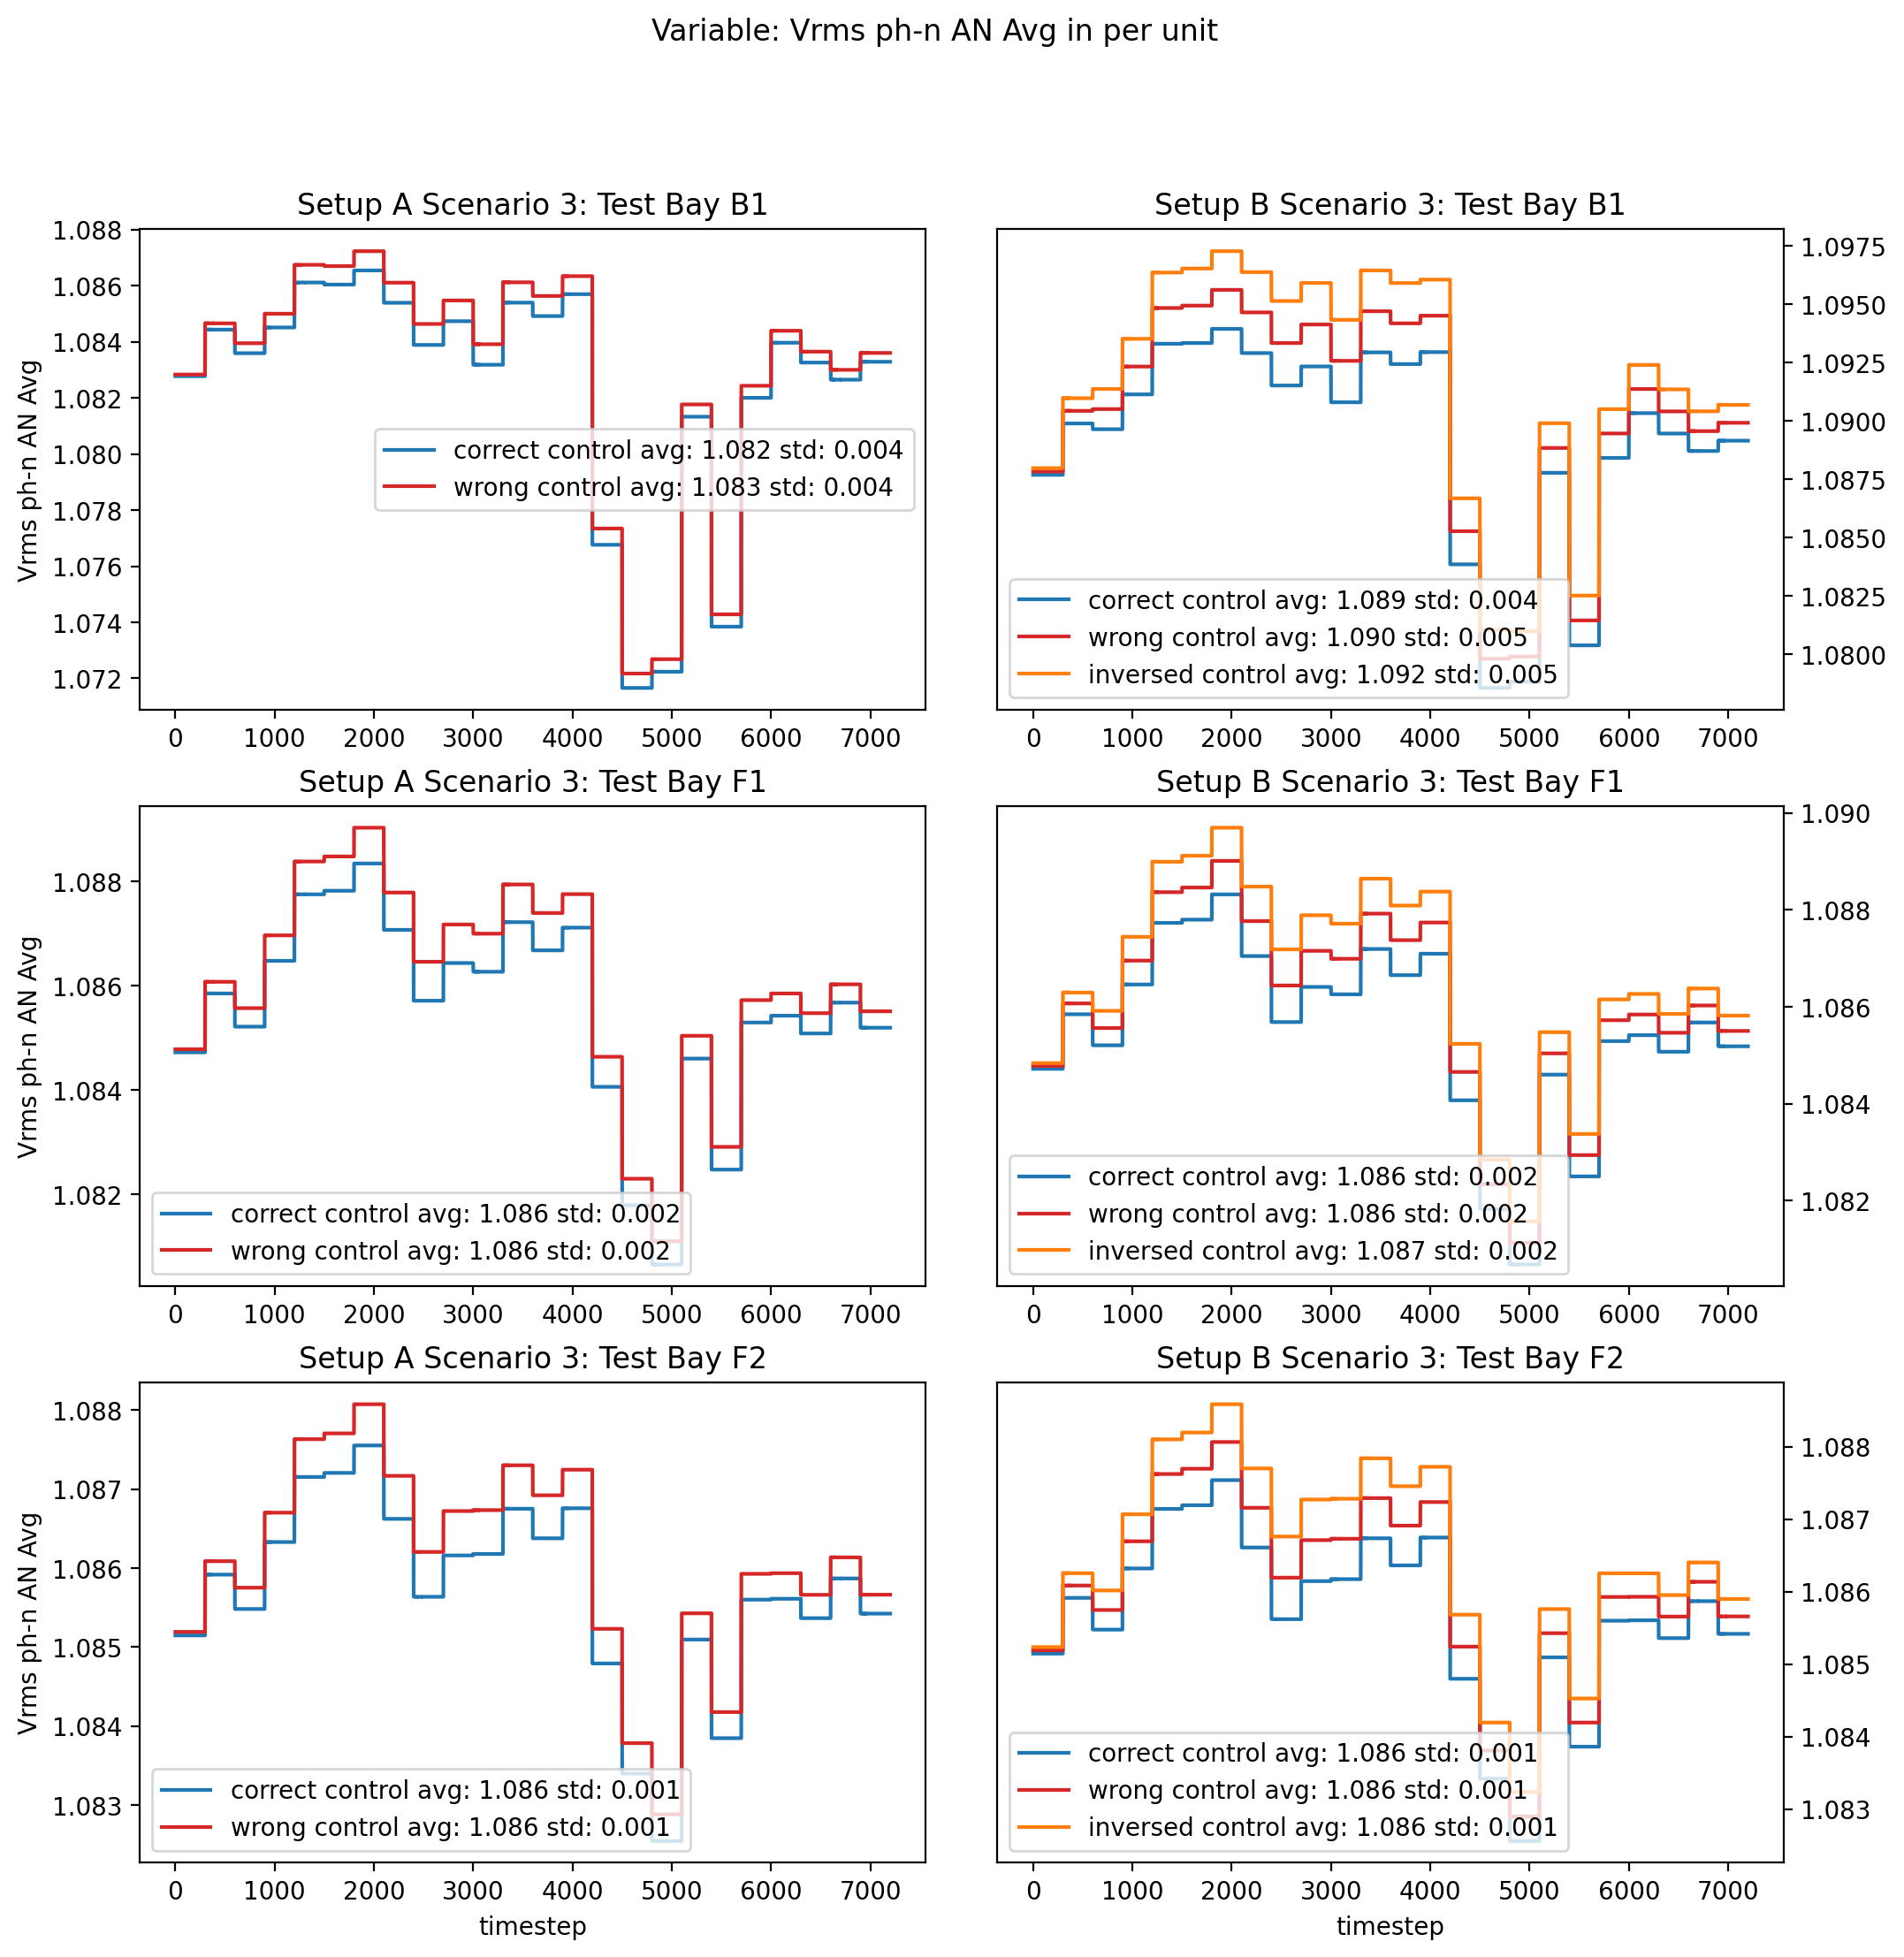 Variable: Vrms ph-n AN Avg in per unit
Setup A Scenario 3: Test Bay B1
Vrms ph-n AN Avg
1.088
1.086
1.084
1.082
1.080
1.078
1.076
1.074
1.072
correct control avg: 1.082 std: 0.004
wrong control avg: 1.083 std: 0.004
0 1000 2000 3000 4000 5000 6000 7000
Setup B Scenario 3: Test Bay B1
1.0975
1.0950
1.0925
1.0900
1.0875
1.0850
1.0825
1.0800
correct control avg: 1.089 std: 0.004
wrong control avg: 1.090 std: 0.005
inversed control avg: 1.092 std: 0.005
0 1000 2000 3000 4000 5000 6000 7000
Setup A Scenario 3: Test Bay F1
Vrms ph-n AN Avg
1.088
1.086
1.084
1.082
correct control avg: 1.086 std: 0.002
wrong control avg: 1.086 std: 0.002
0 1000 2000 3000 4000 5000 6000 7000
Setup B Scenario 3: Test Bay F1
1.090
1.088
1.086
1.084
1.082
correct control avg: 1.086 std: 0.002
wrong control avg: 1.086 std: 0.002
inversed control avg: 1.087 std: 0.002
0 1000 2000 3000 4000 5000 6000 7000
Setup A Scenario 3: Test Bay F2
Vrms ph-n AN Avg
1.088
1.087
1.086
1.085
1.084
1.083
correct control avg: 1.086 std: 0.001
wrong control avg: 1.086 std: 0.001
0 1000 2000 3000 4000 5000 6000 7000
timestep
Setup B Scenario 3: Test Bay F2
1.088
1.087
1.086
1.085
1.084
1.083
correct control avg: 1.086 std: 0.001
wrong control avg: 1.086 std: 0.001
inversed control avg: 1.086 std: 0.001
0 1000 2000 3000 4000 5000 6000 7000
timestep